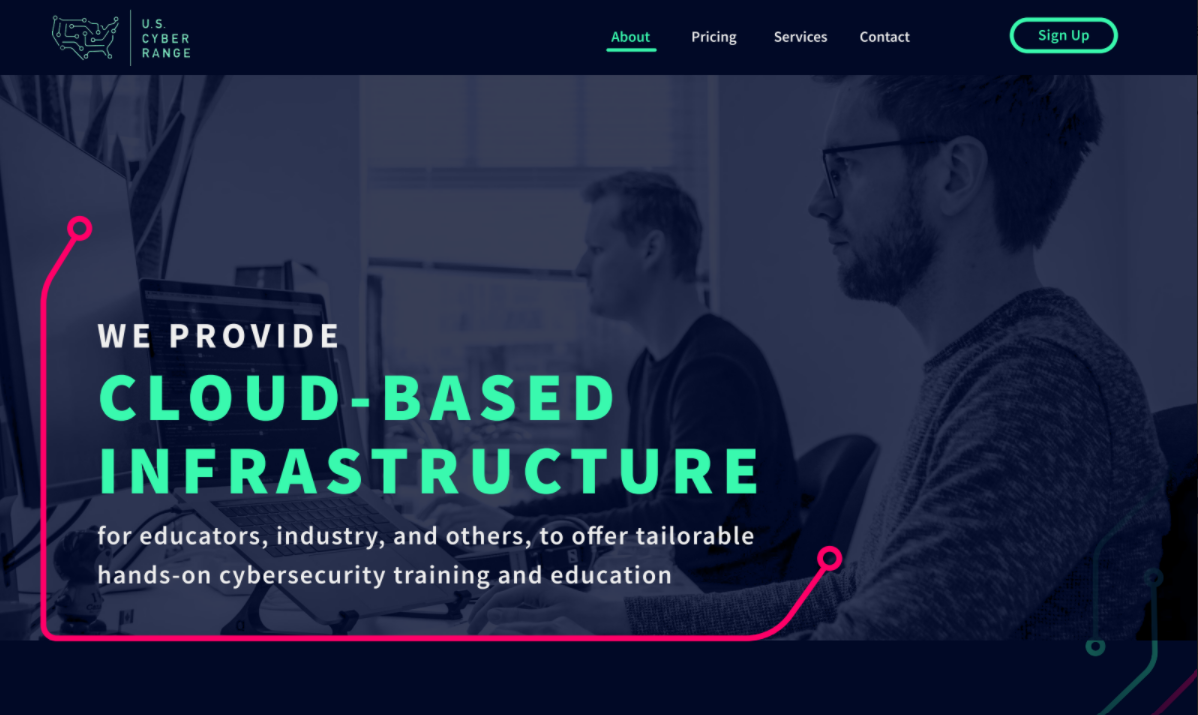 U.S.
CYBER
RANGE
About
Pricing
Services
Contact
Sign Up
WE PROVIDE
CLOUD-BASED
INFRASTRUCTURE
for educators, industry, and others, to offer tailorable
hands-on cybersecurity training and education